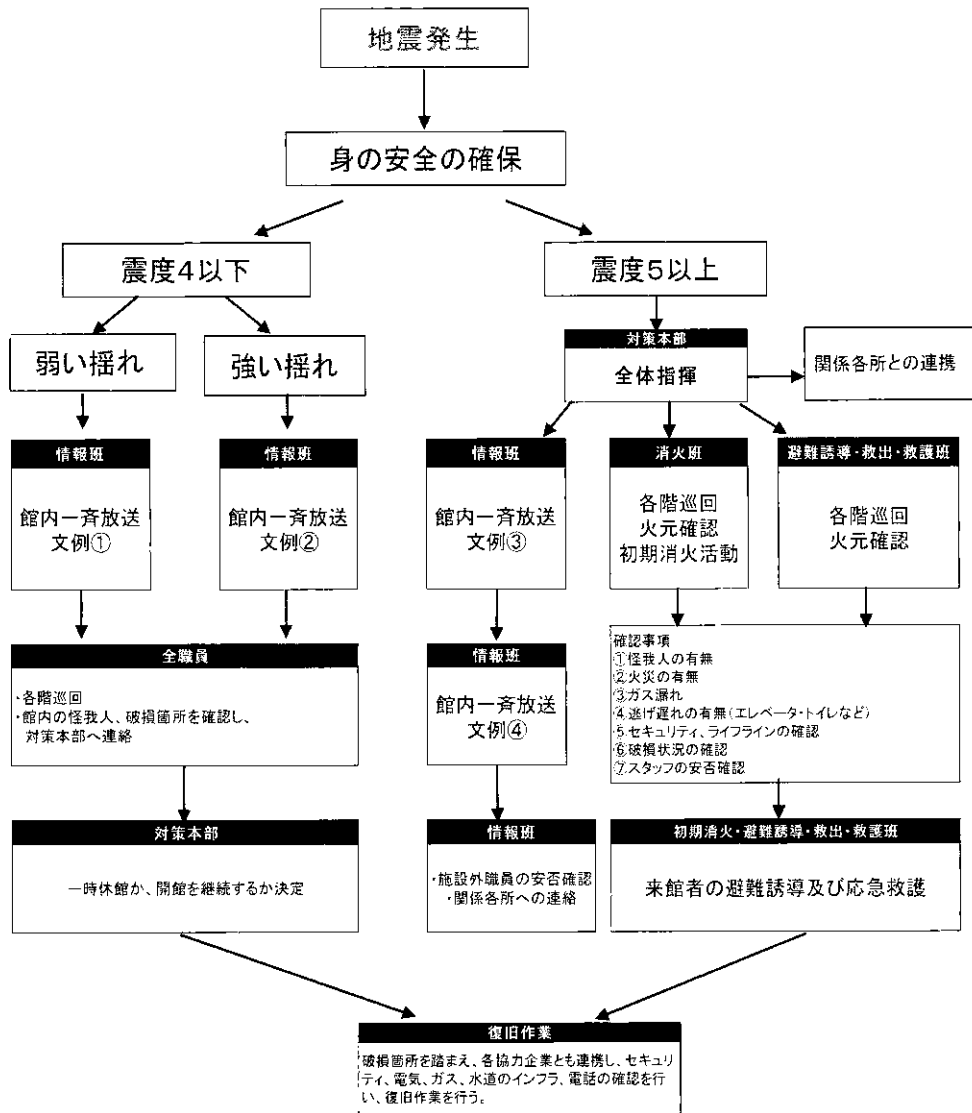 地震発生
身の安全の確保
震度4以下
震度5以上
弱い揺れ
強い揺れ
対策本部
全体指揮
関係各所との連携
情報班
館内一斉放送
文例①
情報班
館内一斉放送
文例②
情報班
館内一斉放送
文例③
消火班
各階巡回
火元確認
初期消火活動
避難誘導・救出・救護班
各階巡回
火元確認
全職員
・各階巡回
・館内の怪我人、破損箇所を確認し、
対策本部へ連絡
情報班
館内一斉放送
文例④
確認事項
①怪我人の有無
②火災の有無
③ガス漏れ
④逃げ遅れの有無(エレベータ・トイレなど)
⑤セキュリティ、ライフラインの確認
⑥破損状況の確認
⑦スタッフの安否確認
対策本部
一時休館か、開館を継続するか決定
情報班
・施設外職員の安否確認
・関係各所への連絡
初期消火・避難誘導・救出・救護班
来館者の避難誘導及び応急救護
復旧作業
破損箇所を踏まえ、各協力企業とも連携し、セキュリ
ティ、電気、ガス、水道のインフラ、電話の確認を行
い、復旧作業を行う。